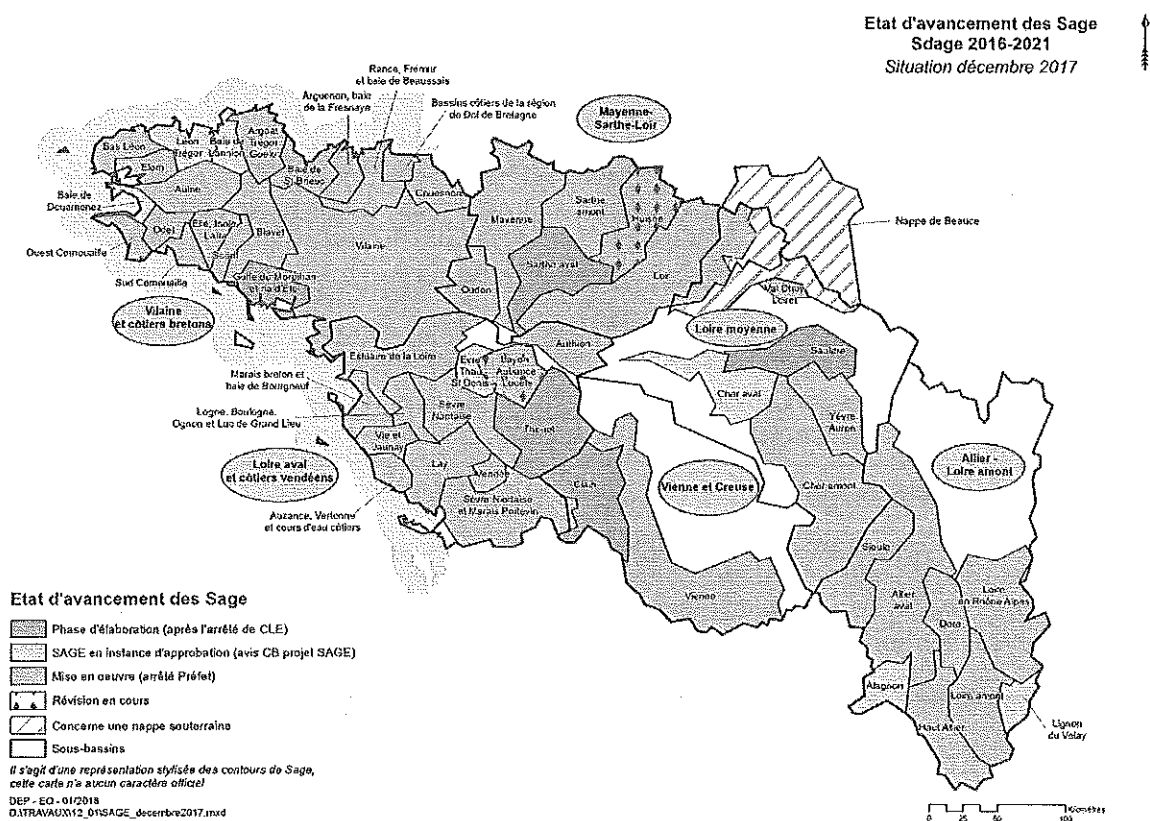 Etat d'avancement des Sage
Sdage 2016-2021
Situation décembre 2017
Rance, Frémur
et baie de Beaussais
Arguenon, baie
de la Fresnaye
Bassins côtiers de la région
de Dol de Bretagne
Mayenne-
Sarthe-Loir
Bas Léon
Léon
Trégor
Baie de
Lannion
Argoat
Trégor
Goëlo
Elorn
Aulne
Baie de
St Brieuc
Couesnon
Baie de
Douarnenez
Mayenne
Sarthe
amont
Huisne
Nappe de Beauce
Odet
Ellé, Isole,
Laïta
Scorff
Blavet
Vilaine
Ouest Cornouaille
Sarthe aval
Loir
Sud Cornouaille
Golfe du Morbihan
et ria d'Etel
Oudon
Val Dhuy
Loiret
Vilaine
et côtiers bretons
Loire moyenne
Estuaire de la Loire
Authion
Sauldre
Evre
Thau
St Denis
Layon
Aubance
Louets
Marais breton et
baie de Bourgneuf
Cher aval
Logne, Boulogne,
Ognon et Lac de Grand Lieu
Sèvre
Nantaise
Thouet
Yèvre
Auron
Vie et
Jaunay
Lay
Loire aval
et côtiers vendéens
Vendée
Vienne et Creuse
Allier -
Loire amont
Clain
Cher amont
Sèvre Niortaise
et Marais Poitevin
Auzance, Vertonne
et cours d'eau côtiers
Sioule
Vienne
Allier
aval
Loire
en Rhône Alpes
Dore
Alagnon
Loire amont
Haut Allier
Lignon
du Velay
Etat d'avancement des Sage
Phase d'élaboration (après l'arrêté de CLE)
SAGE en instance d'approbation (avis CB projet SAGE)
Mise en oeuvre (arrêté Préfet)
Révision en cours
Concerne une nappe souterraine
Sous-bassins
Il s'agit d'une représentation stylisée des contours de Sage,
cette carte n'a aucun caractère officiel
DEP - EO - 01/2018
D:\TRAVAUX\12_01\SAGE_decembre2017.mxd
Kilomètres
0 25 50 100